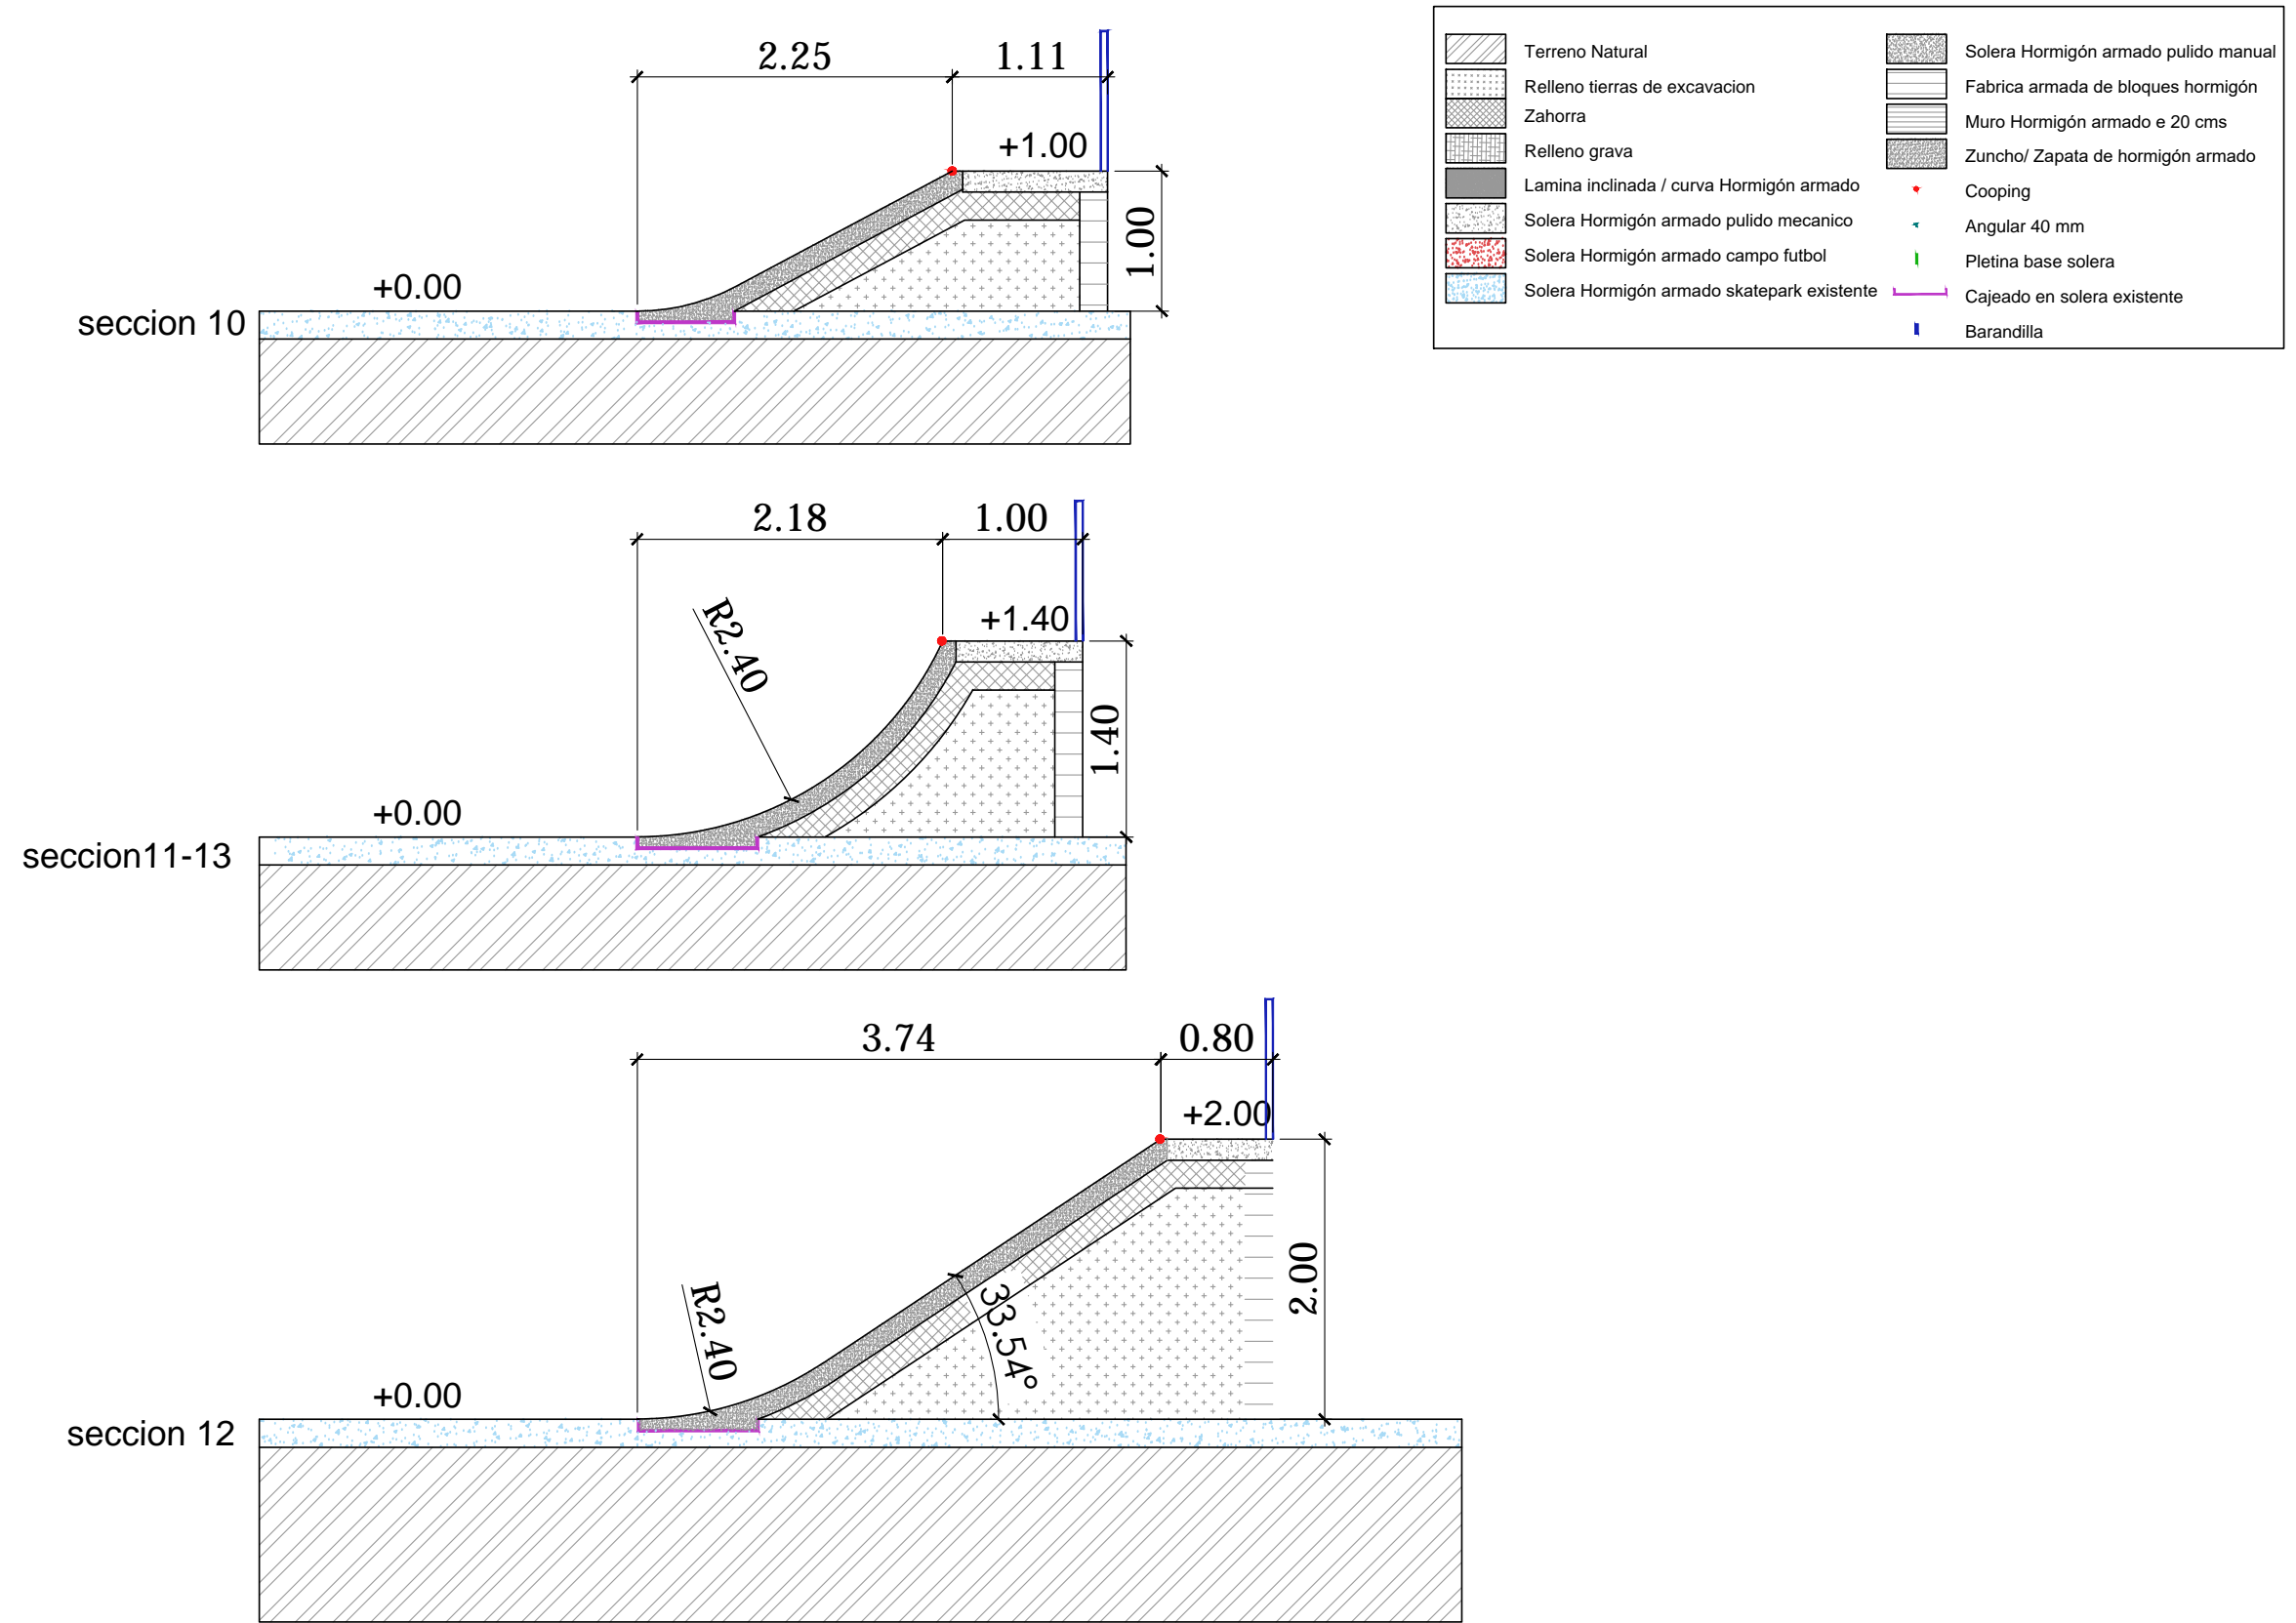 2.25
1.11
+1.00
1.00
+0.00
seccion 10
Terreno Natural
Relleno tierras de excavacion
Zahorra
Relleno grava
Lamina inclinada / curva Hormigón armado
Solera Hormigón armado pulido mecanico
Solera Hormigón armado campo futbol
Solera Hormigón armado skatepark existente
Solera Hormigón armado pulido manual
Fabrica armada de bloques hormigón
Muro Hormigón armado e 20 cms
Zuncho/ Zapata de hormigón armado
Cooping
Angular 40 mm
Pletina base solera
Cajeado en solera existente
Barandilla
2.18
1.00
R2.40
+1.40
1.40
+0.00
seccion11-13
3.74
0.80
+2.00
2.00
R2.40
33.54°
+0.00
seccion 12